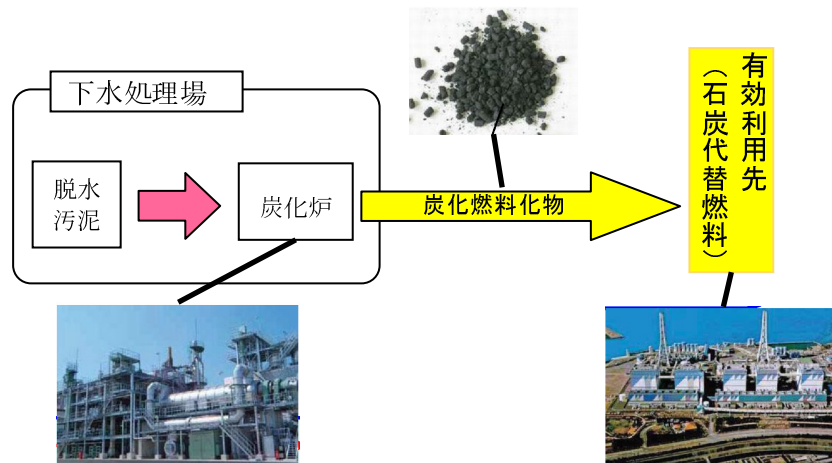 下水処理場
脱水
汚泥
炭化炉
炭化燃料化物
有効利用先
（石炭代替燃料）